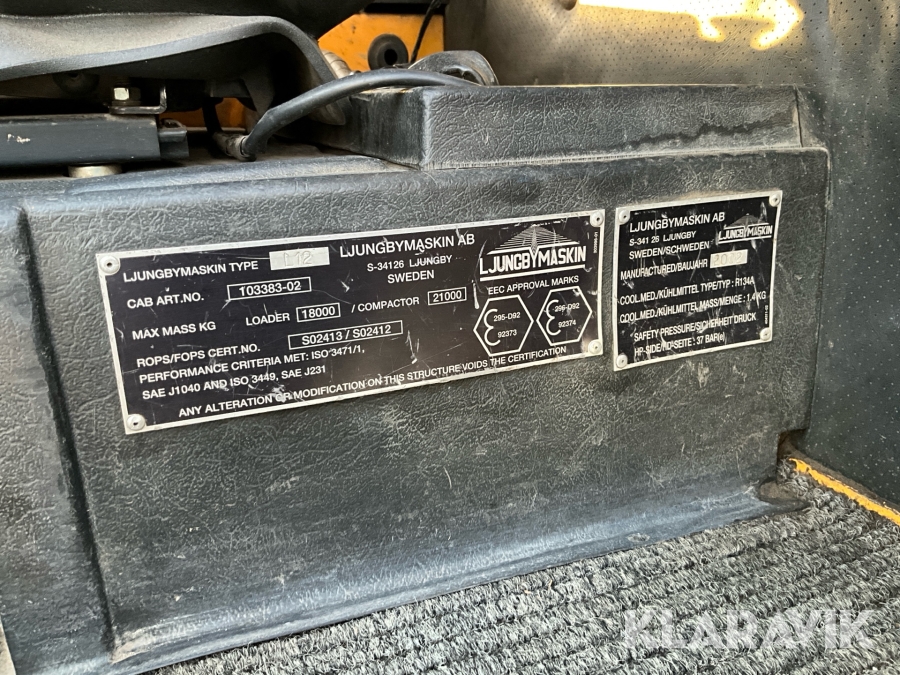 LJUNGBYMASKIN TYPE
LJUNGBYMASKIN AB
S-34126 LJUNGBY
SWEDEN
CAB ART.NO. 103383-02
MAX MASS KG LOADER 18000 / COMPACTOR 21000
ROPS/FOPS CERT.NO. S02413 / S02412
PERFORMANCE CRITERIA MET: ISO 3471/1,
SAE J1040 AND ISO 3449, SAE J231
ANY ALTERATION OR MODIFICATION ON THIS STRUCTURE VOIDS THE CERTIFICATION
LJUNGBYMASKIN
EEC APPROVAL MARKS
295-D92
92373
295-D92
92374
LJUNGBYMASKIN AB
S-341 26 LJUNGBY
SWEDEN/SCHWEDEN
LJUNGBYMASKIN
MANUFACTURED/BAUJAHR
COOL.MED./KÜHLMITTEL TYPE/TYP: R134A
COOL.MED./KÜHLMITTEL MASS/MENGE: 1,4 KG
SAFETY PRESSURE/SICHERHEIT DRUCK
HP-SIDE/HD-SEITE: 37 BAR(e)
KLARAVIK